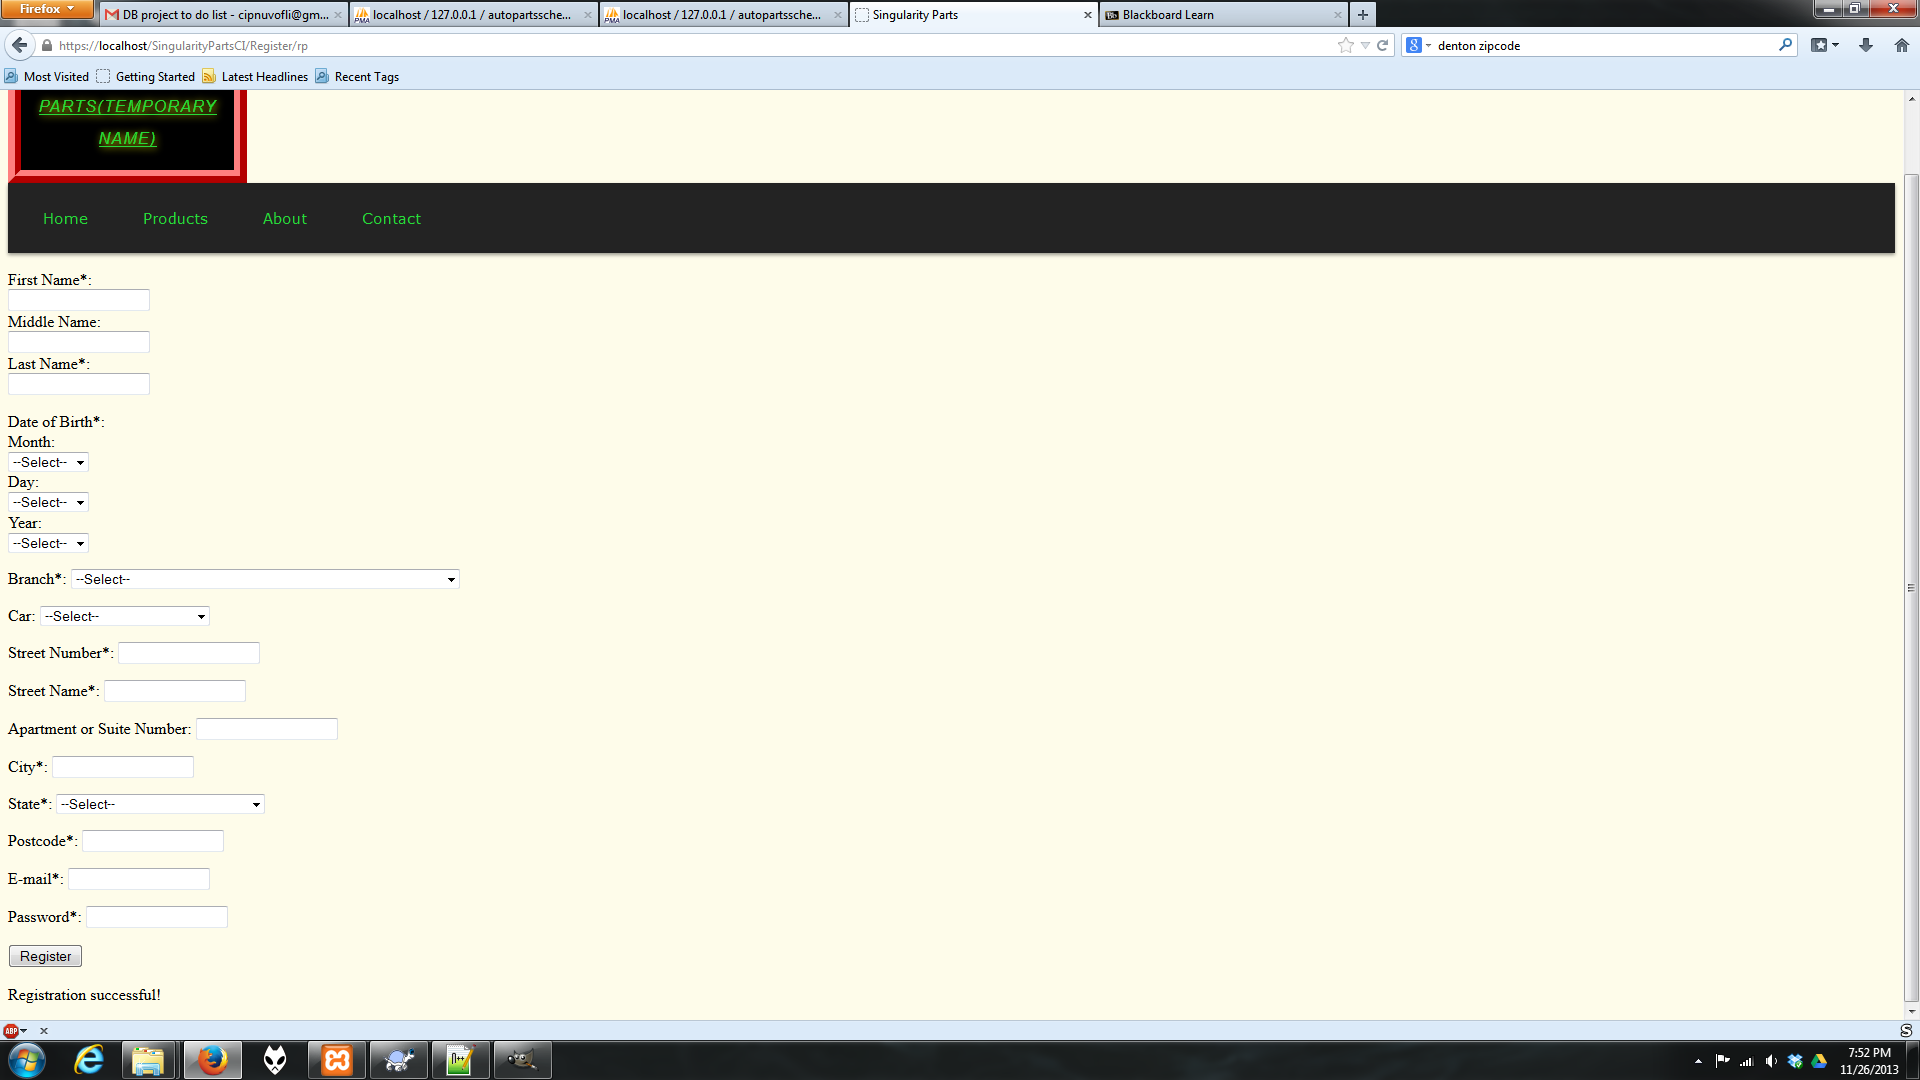 Firefox
DB project to do list - cipnuvofli@gm...
localhost / 127.0.0.1 / autopartssche...
localhost / 127.0.0.1 / autopartssche...
Singularity Parts
Blackboard Learn
https://localhost/SingularityPartsCI/Register/rp
denton zipcode
Most Visited
Getting Started
Latest Headlines
Recent Tags
PARTS(TEMPORARY
NAME)
Home
Products
About
Contact
First Name*:
Middle Name:
Last Name*:
Date of Birth*:
Month:
--Select--
Day:
--Select--
Year:
--Select--
Branch*: --Select--
Car: --Select--
Street Number*:
Street Name*:
Apartment or Suite Number:
City*:
State*: --Select--
Postcode*:
E-mail*:
Password*:
Register
Registration successful!
ABP
7:52 PM
11/26/2013